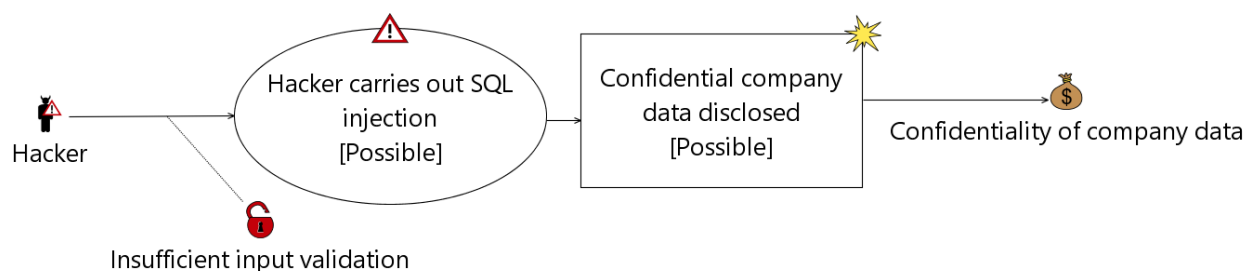 Hacker
Hacker carries out SQL
injection
[Possible]
Confidential company
data disclosed
[Possible]
$
Confidentiality of company data
Insufficient input validation